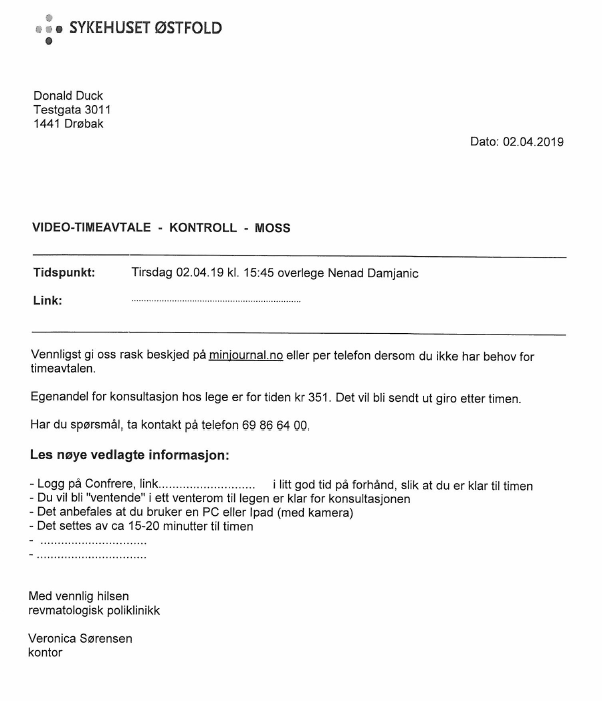 SYKEHUSET ØSTFOLD
Donald Duck
Testgata 3011
1441 Drøbak
Dato: 02.04.2019
VIDEO-TIMEAVTALE - KONTROLL - MOSS
Tidspunkt: Tirsdag 02.04.19 kl. 15:45 overlege Nenad Damjanic
Link: ............................................................
Vennligst gi oss rask beskjed på minjournal.no eller per telefon dersom du ikke har behov for
timeavtalen.
Egenandel for konsultasjon hos lege er for tiden kr 351. Det vil bli sendt ut giro etter timen.
Har du spørsmål, ta kontakt på telefon 69 86 64 00.
Les nøye vedlagte informasjon:
- Logg på Confrere, link............................. i litt god tid på forhånd, slik at du er klar til timen
- Du vil bli "ventende" i ett venterom til legen er klar for konsultasjonen
- Det anbefales at du bruker en PC eller Ipad (med kamera)
- Det settes av ca 15-20 minutter til timen
- ................................
- .................................
Med vennlig hilsen
revmatologisk poliklinikk
Veronica Sørensen
kontor